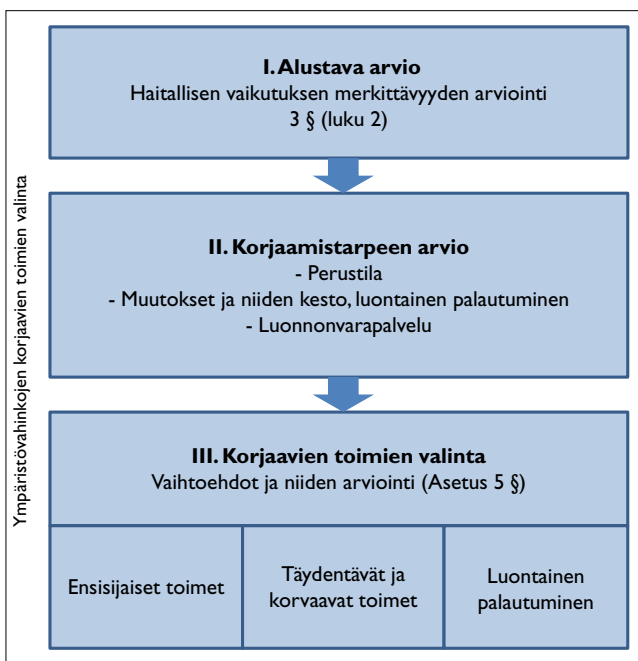 Ympäristövahinkojen korjaavien toimien valinta
I. Alustava arvio
Haitallisen vaikutuksen merkittävyyden arviointi
3 § (luku 2)
II. Korjaamistarpeen arvio
- Perustila
- Muutokset ja niiden kesto, luontainen palautuminen
- Luonnonvarapalvelu
III. Korjaavien toimien valinta
Vaihtoehdot ja niiden arviointi (Asetus 5 §)
Ensisijaiset toimet
Täydentävät ja
korvaavat toimet
Luontainen
palautuminen